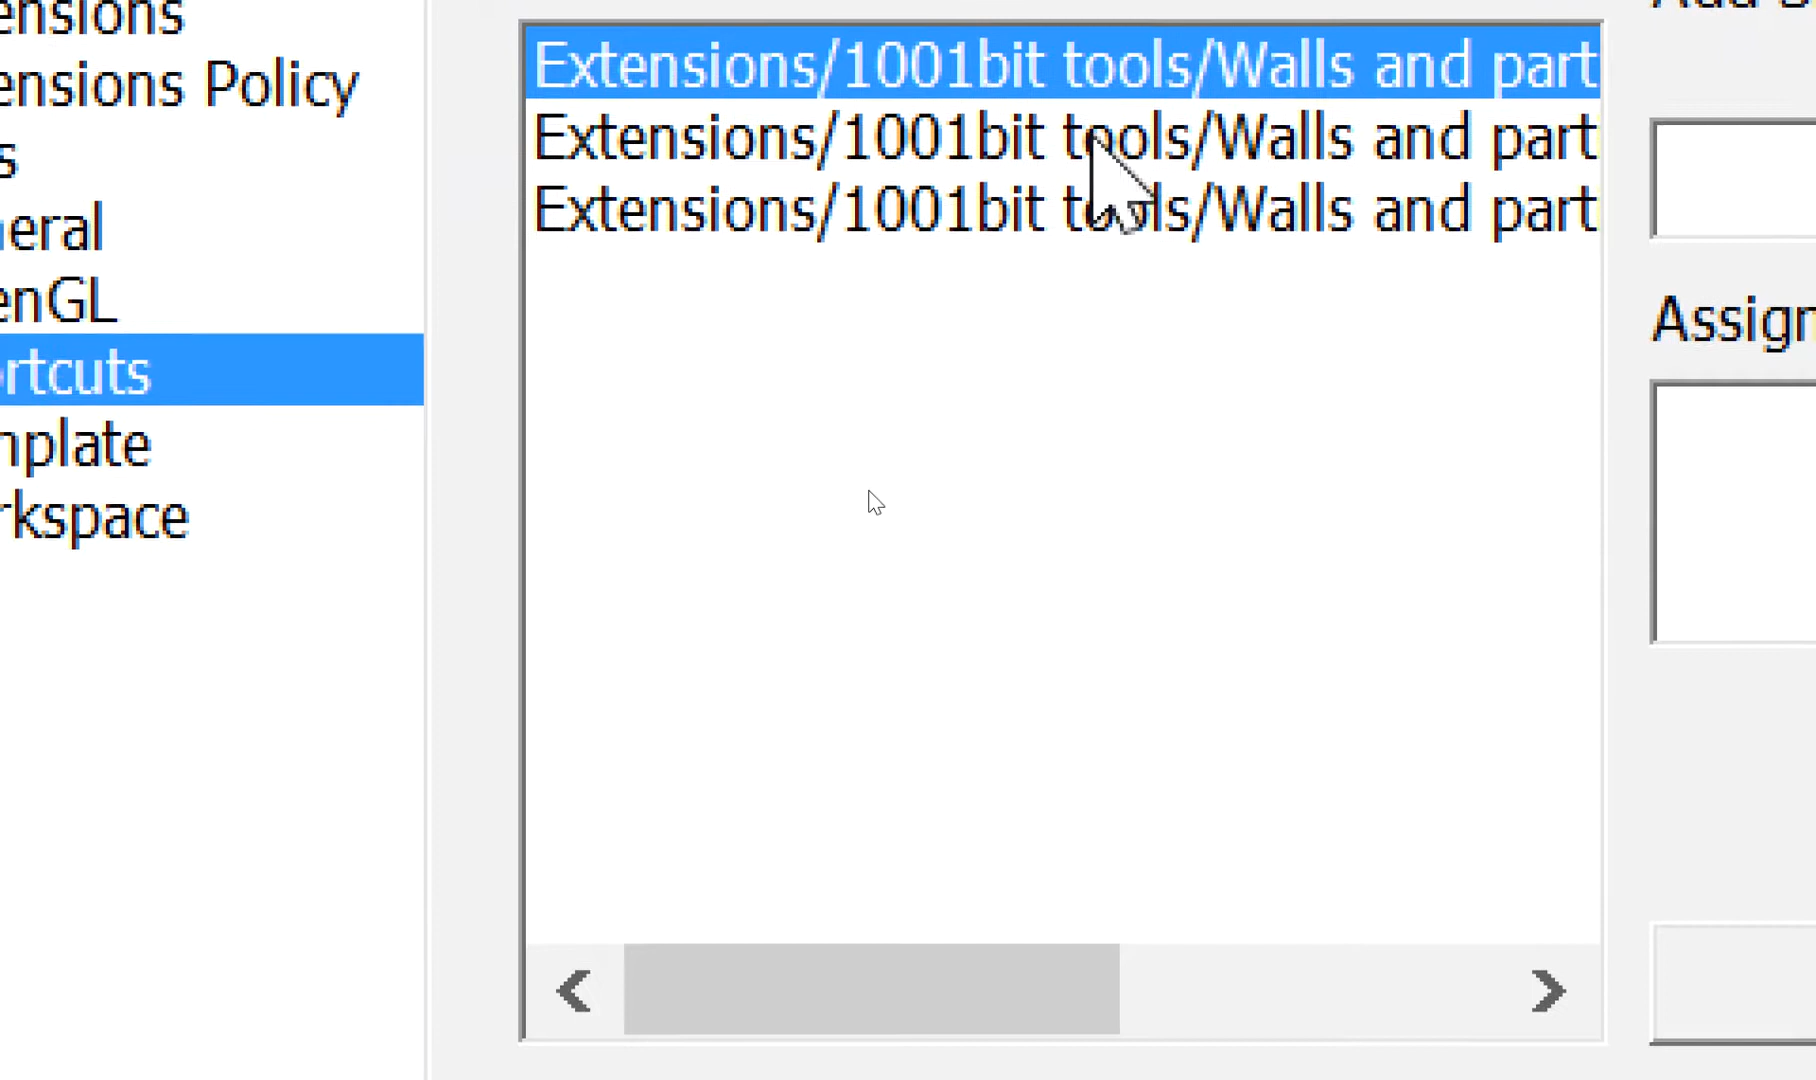 ensions
ensions Policy
s
eral
enGL
rtcuts
nplate
rkspace
Extensions/1001bit tools/Walls and part
Extensions/1001bit tools/Walls and part
Extensions/1001bit tools/Walls and part
Assign